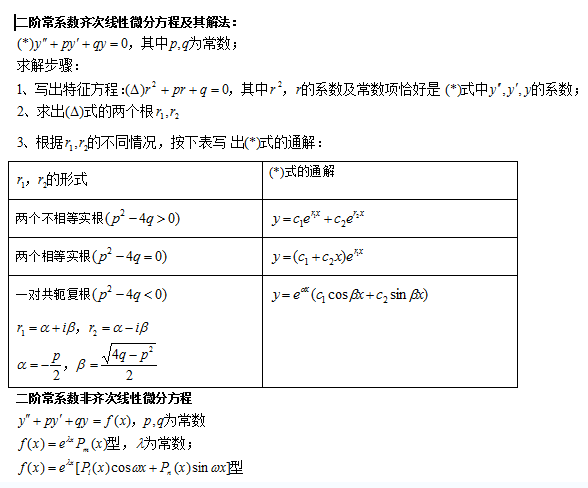 二阶常系数齐次线性微分方程及其解法：
(*)y″ + py′ + qy = 0，其中p,q为常数；
求解步骤：
1、写出特征方程：(Δ)r² + pr + q = 0，其中r²，r的系数及常数项恰好是 (*)式中y″, y′, y的系数；
2、求出(Δ)式的两个根r₁,r₂
3、根据r₁,r₂的不同情况，按下表写 出(*)式的通解：
r₁，r₂的形式 (*)式的通解
两个不相等实根(p² − 4q > 0) y = c₁e^{r₁x} + c₂e^{r₂x}
两个相等实根(p² − 4q = 0) y = (c₁ + c₂x)e^{r₁x}
一对共轭复根(p² − 4q < 0) y = e^{αx}(c₁ cos βx + c₂ sin βx)
r₁ = α + iβ，r₂ = α − iβ
α = −p/2，β = √(4q − p²)/2
二阶常系数非齐次线性微分方程
y″ + py′ + qy = f(x)，p,q为常数
f(x) = e^{λx}Pₘ(x)型，λ为常数；
f(x) = e^{λx}[Pₗ(x)cos ωx + Pₙ(x)sin ωx]型